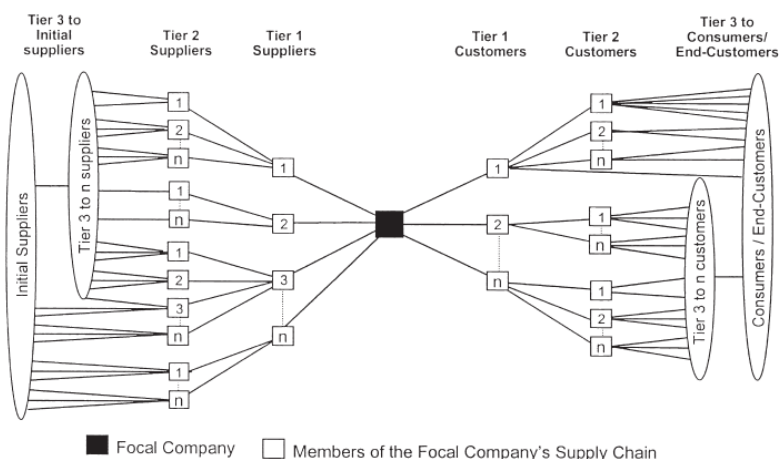 Tier 3 to
Initial
suppliers
Tier 2
Suppliers
Tier 1
Suppliers
Tier 1
Customers
Tier 2
Customers
Tier 3 to
Consumers/
End-Customers
Initial Suppliers
Tier 3 to n suppliers
1
2
n
1
n
1
2
3
n
1
n
1
2
3
n
1
2
n
1
2
n
1
n
1
2
n
Tier 3 to n customers
Consumers / End-Customers
Focal Company
Members of the Focal Company's Supply Chain